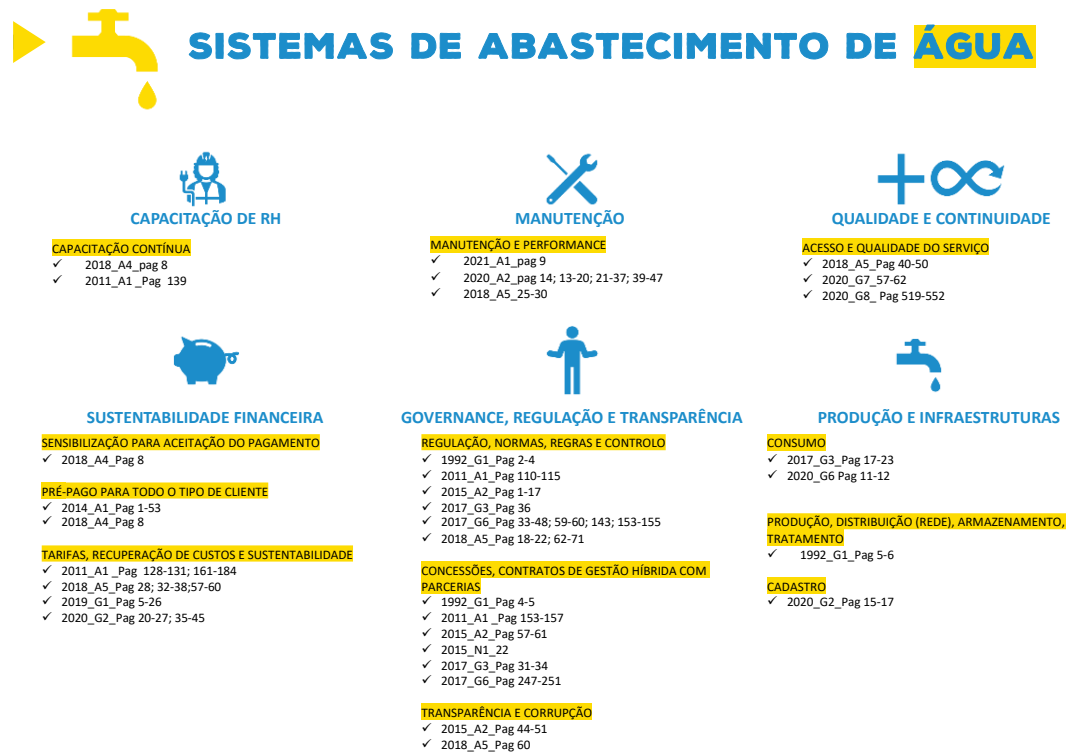 SISTEMAS DE ABASTECIMENTO DE ÁGUA
CAPACITAÇÃO DE RH
CAPACITAÇÃO CONTÍNUA
✓ 2018_A4_pag 8
✓ 2011_A1 _Pag 139
MANUTENÇÃO
MANUTENÇÃO E PERFORMANCE
✓ 2021_A1_pag 9
✓ 2020_A2_pag 14; 13-20; 21-37; 39-47
✓ 2018_A5_25-30
QUALIDADE E CONTINUIDADE
ACESSO E QUALIDADE DO SERVIÇO
✓ 2018_A5_Pag 40-50
✓ 2020_G7_57-62
✓ 2020_G8_ Pag 519-552
SUSTENTABILIDADE FINANCEIRA
SENSIBILIZAÇÃO PARA ACEITAÇÃO DO PAGAMENTO
✓ 2018_A4_Pag 8
PRÉ-PAGO PARA TODO O TIPO DE CLIENTE
✓ 2014_A1_Pag 1-53
✓ 2018_A4_Pag 8
TARIFAS, RECUPERAÇÃO DE CUSTOS E SUSTENTABILIDADE
✓ 2011_A1 _Pag 128-131; 161-184
✓ 2018_A5_Pag 28; 32-38;57-60
✓ 2019_G1_Pag 5-26
✓ 2020_G2_Pag 20-27; 35-45
GOVERNANCE, REGULAÇÃO E TRANSPARÊNCIA
REGULAÇÃO, NORMAS, REGRAS E CONTROLO
✓ 1992_G1_Pag 2-4
✓ 2011_A1_Pag 110-115
✓ 2015_A2_Pag 1-17
✓ 2017_G3_Pag 36
✓ 2017_G6_Pag 33-48; 59-60; 143; 153-155
✓ 2018_A5_Pag 18-22; 62-71
CONCESSÕES, CONTRATOS DE GESTÃO HÍBRIDA COM
PARCERIAS
✓ 1992_G1_Pag 4-5
✓ 2011_A1 _Pag 153-157
✓ 2015_A2_Pag 57-61
✓ 2015_N1_22
✓ 2017_G3_Pag 31-34
✓ 2017_G6_Pag 247-251
TRANSPARÊNCIA E CORRUPÇÃO
✓ 2015_A2_Pag 44-51
✓ 2018_A5_Pag 60
PRODUÇÃO E INFRAESTRUTURAS
CONSUMO
✓ 2017_G3_Pag 17-23
✓ 2020_G6 Pag 11-12
PRODUÇÃO, DISTRIBUIÇÃO (REDE), ARMAZENAMENTO,
TRATAMENTO
✓ 1992_G1_Pag 5-6
CADASTRO
✓ 2020_G2_Pag 15-17